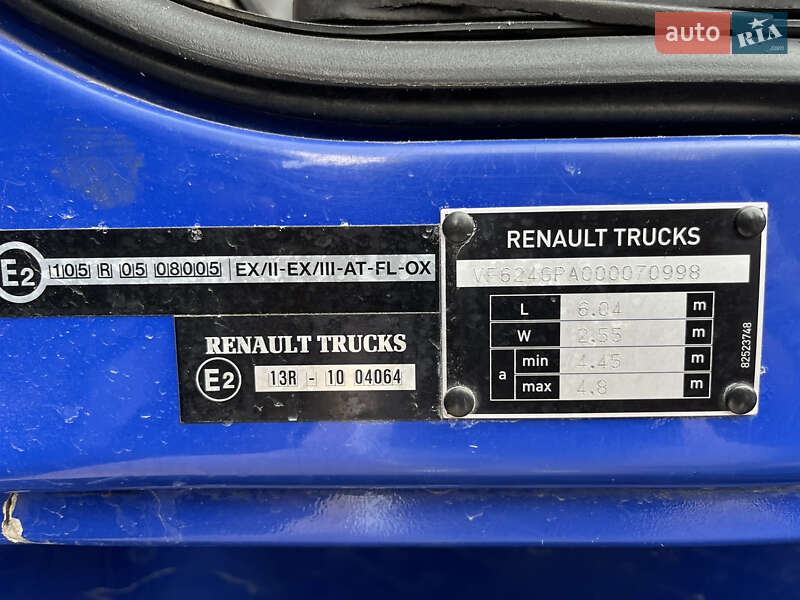 auto RIA
.com
E2 105 R 05 08005 EX/II-EX/III-AT-FL-OX
RENAULT TRUCKS
E2 13R - 10 04064
RENAULT TRUCKS
VF624GPA000070998
L 6.04 m
W 2.55 m
a min 4.45 m
max 4.8 m
82523748